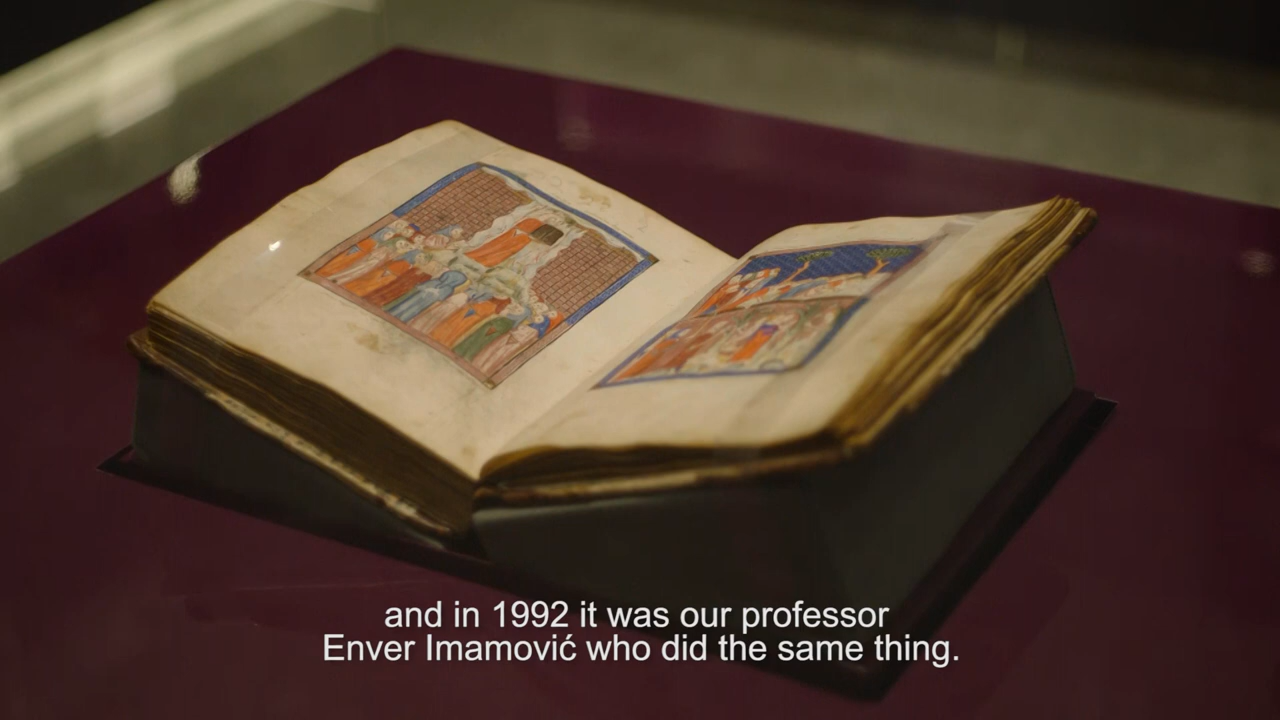 and in 1992 it was our professor
Enver Imamović who did the same thing.